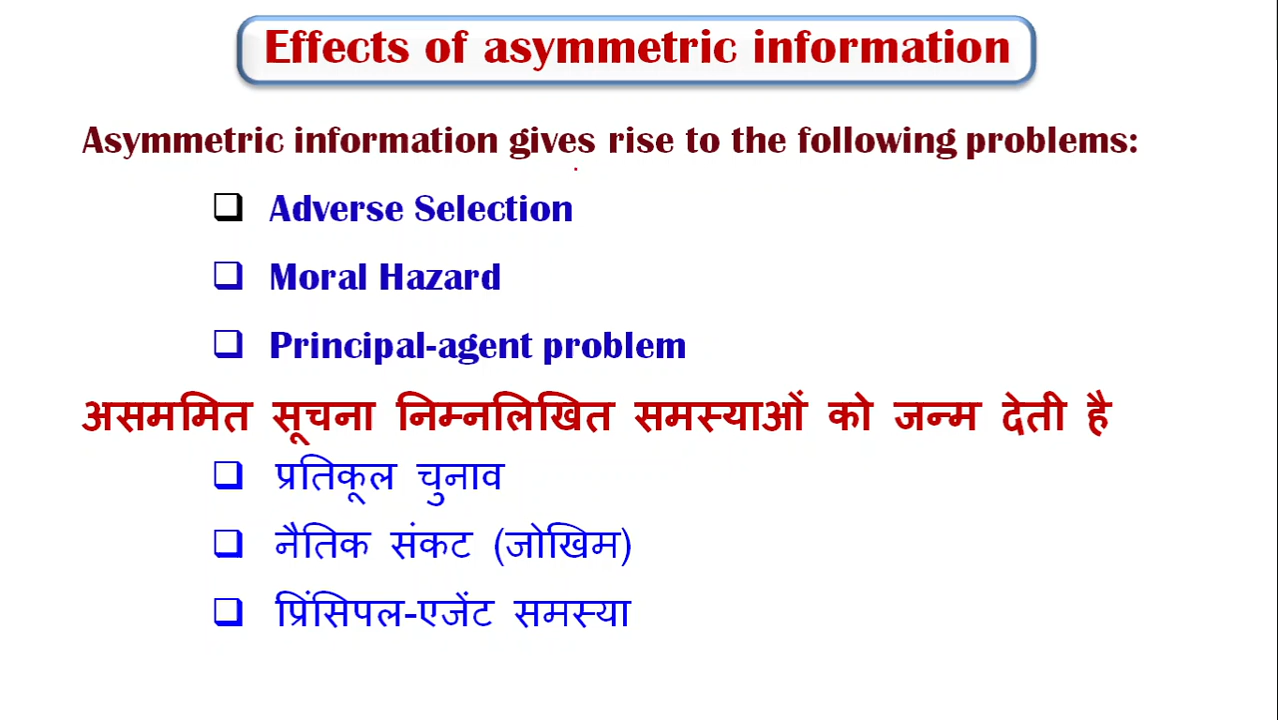 Effects of asymmetric information
Asymmetric information gives rise to the following problems:
❑ Adverse Selection
❑ Moral Hazard
❑ Principal-agent problem
असममित सूचना निम्नलिखित समस्याओं को जन्म देती है
❑ प्रतिकूल चुनाव
❑ नैतिक संकट (जोखिम)
❑ प्रिंसिपल-एजेंट समस्या